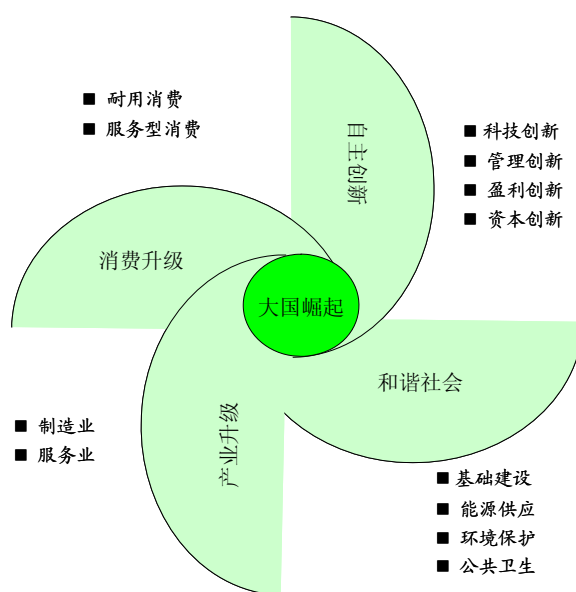 ■ 耐用消费
■ 服务型消费
自主创新
■ 科技创新
■ 管理创新
■ 盈利创新
■ 资本创新
消费升级
大国崛起
和谐社会
■ 制造业
■ 服务业
产业升级
■ 基础建设
■ 能源供应
■ 环境保护
■ 公共卫生